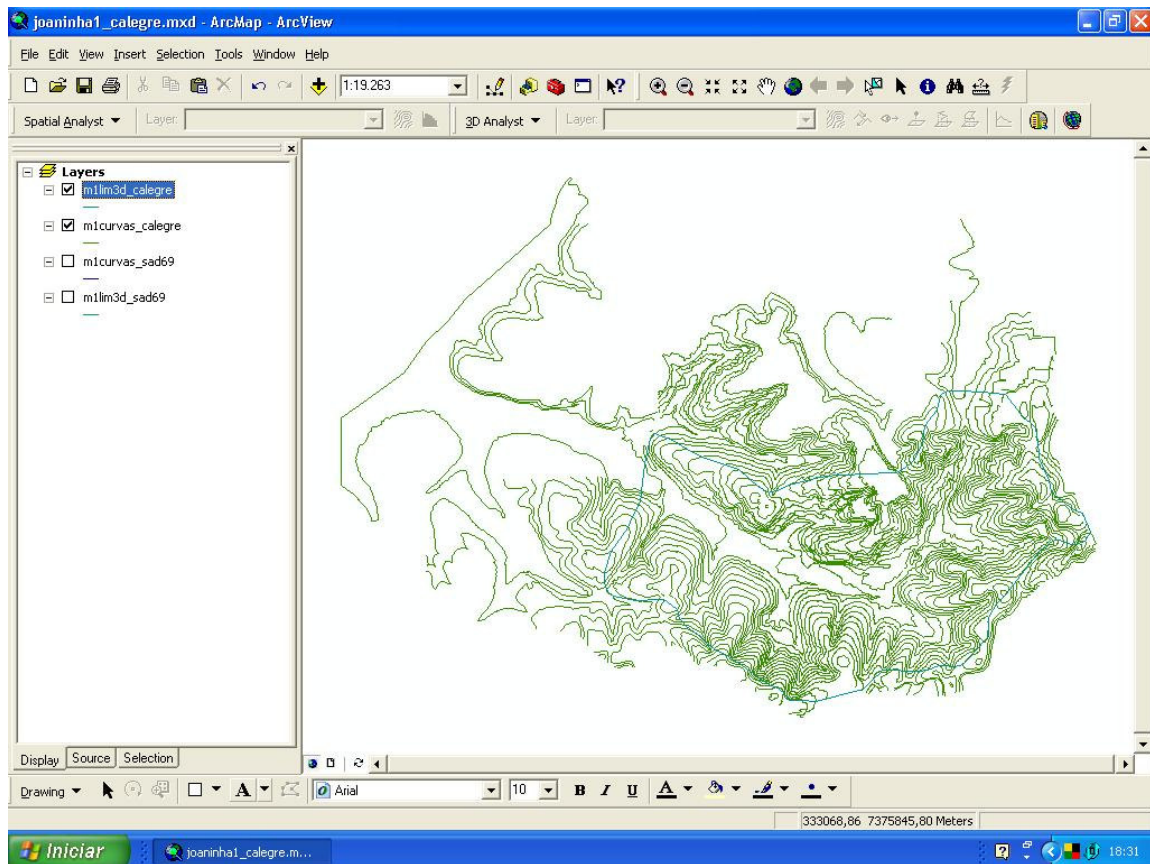 joaninha1_calegre.mxd - ArcMap - ArcView
File Edit View Insert Selection Tools Window Help
1:19.263
Spatial Analyst Layer: 3D Analyst Layer:
Layers
m1lim3d_calegre
m1curvas_calegre
m1curvas_sad69
m1lim3d_sad69
Display Source Selection
Drawing A Arial 10 B I U A
333068,86 7375845,80 Meters
Iniciar joaninha1_calegre.m... 18:31